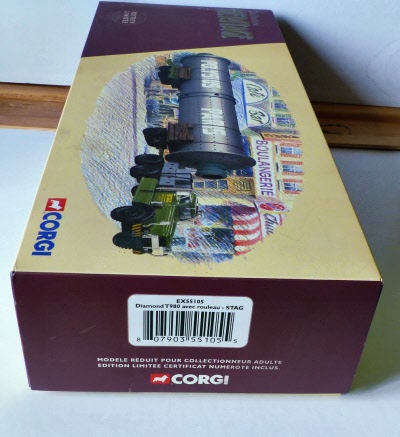 CORGI
BOULANGERIE
EX55105
Diamond T980 avec rouleau - STAG
8 07903 55105 5
MODELE REDUIT POUR COLLECTIONNEUR ADULTE
EDITION LIMITEE CERTIFICAT NUMEROTE INCLUS.
CORGI